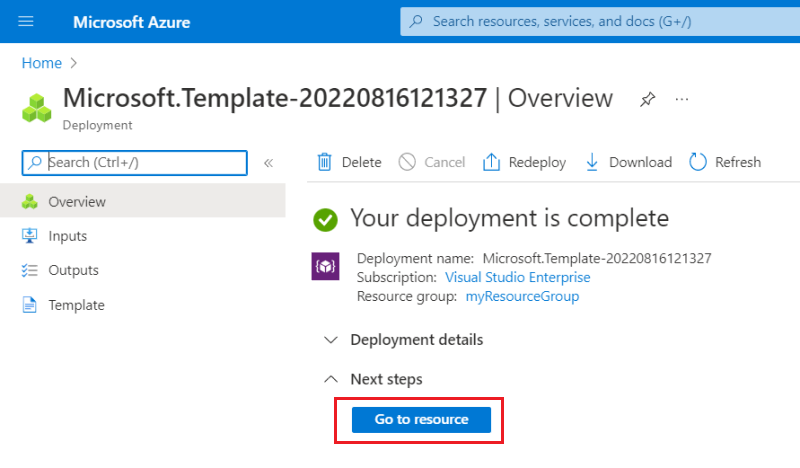 Microsoft Azure
Search resources, services, and docs (G+/)
Home
Microsoft.Template-20220816121327 | Overview
Deployment
Search (Ctrl+/)
Delete
Cancel
Redeploy
Download
Refresh
Overview
Inputs
Outputs
Template
Your deployment is complete
Deployment name: Microsoft.Template-20220816121327
Subscription: Visual Studio Enterprise
Resource group: myResourceGroup
Deployment details
Next steps
Go to resource